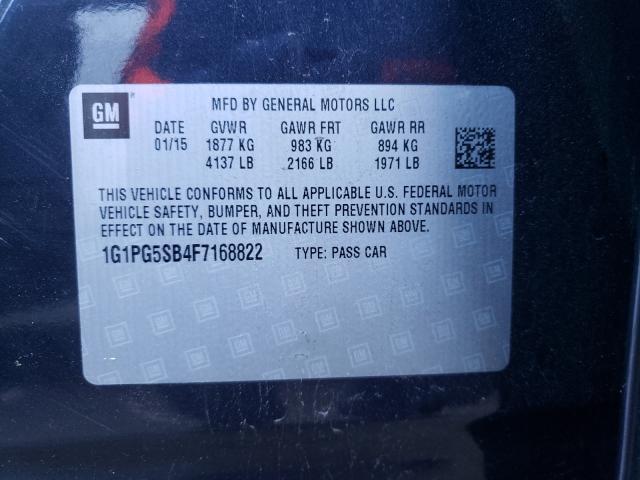 GM
MFD BY GENERAL MOTORS LLC
DATE GVWR GAWR FRT GAWR RR
01/15 1877 KG 983 KG 894 KG
4137 LB 2166 LB 1971 LB
THIS VEHICLE CONFORMS TO ALL APPLICABLE U.S. FEDERAL MOTOR
VEHICLE SAFETY, BUMPER, AND THEFT PREVENTION STANDARDS IN
EFFECT ON THE DATE OF MANUFACTURE SHOWN ABOVE.
1G1PG5SB4F7168822 TYPE: PASS CAR